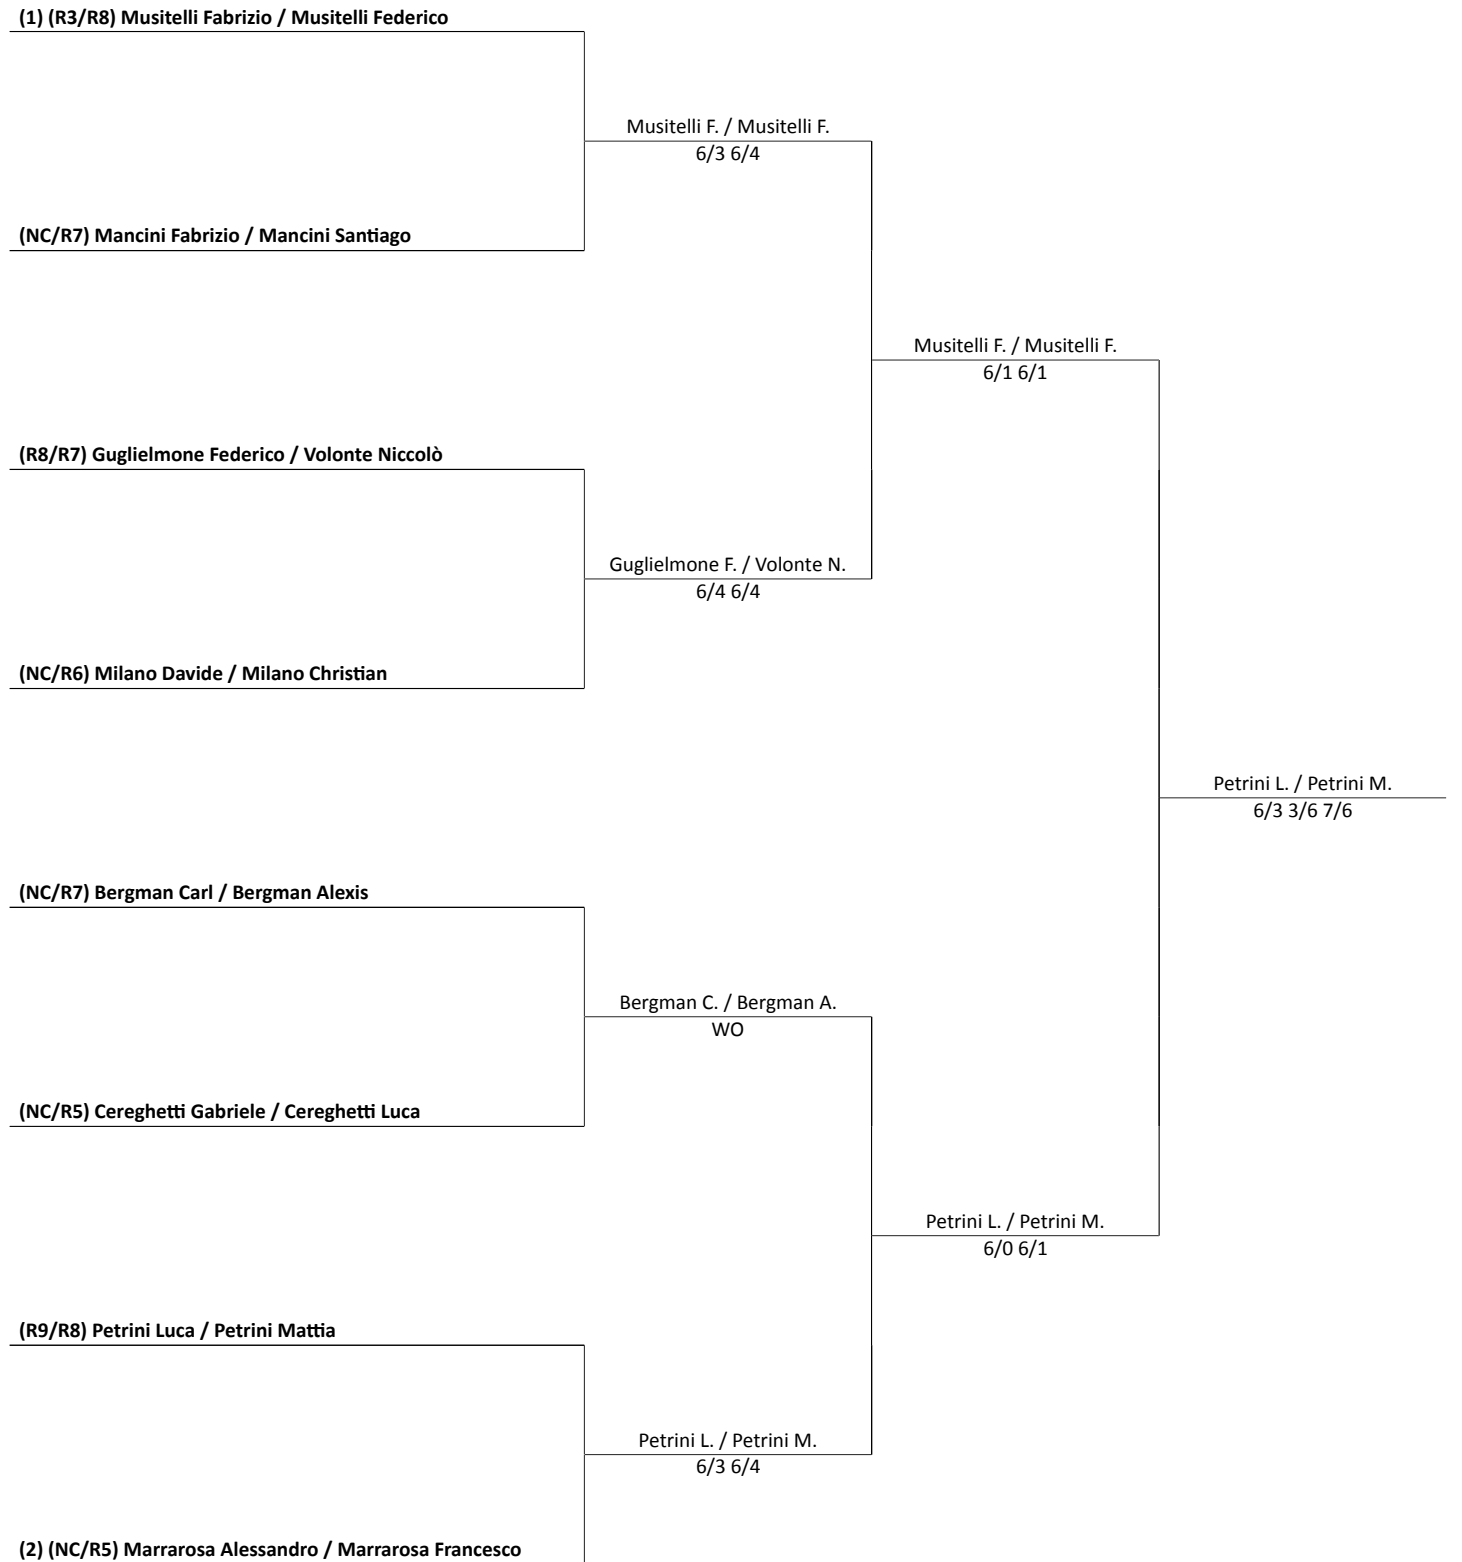 (1) (R3/R8) Musitelli Fabrizio / Musitelli Federico
Musitelli F. / Musitelli F.
6/3 6/4
(NC/R7) Mancini Fabrizio / Mancini Santiago
Musitelli F. / Musitelli F.
6/1 6/1
(R8/R7) Guglielmone Federico / Volonte Niccolò
Guglielmone F. / Volonte N.
6/4 6/4
(NC/R6) Milano Davide / Milano Christian
Petrini L. / Petrini M.
6/3 3/6 7/6
(NC/R7) Bergman Carl / Bergman Alexis
Bergman C. / Bergman A.
WO
(NC/R5) Cereghetti Gabriele / Cereghetti Luca
Petrini L. / Petrini M.
6/0 6/1
(R9/R8) Petrini Luca / Petrini Mattia
Petrini L. / Petrini M.
6/3 6/4
(2) (NC/R5) Marrarosa Alessandro / Marrarosa Francesco